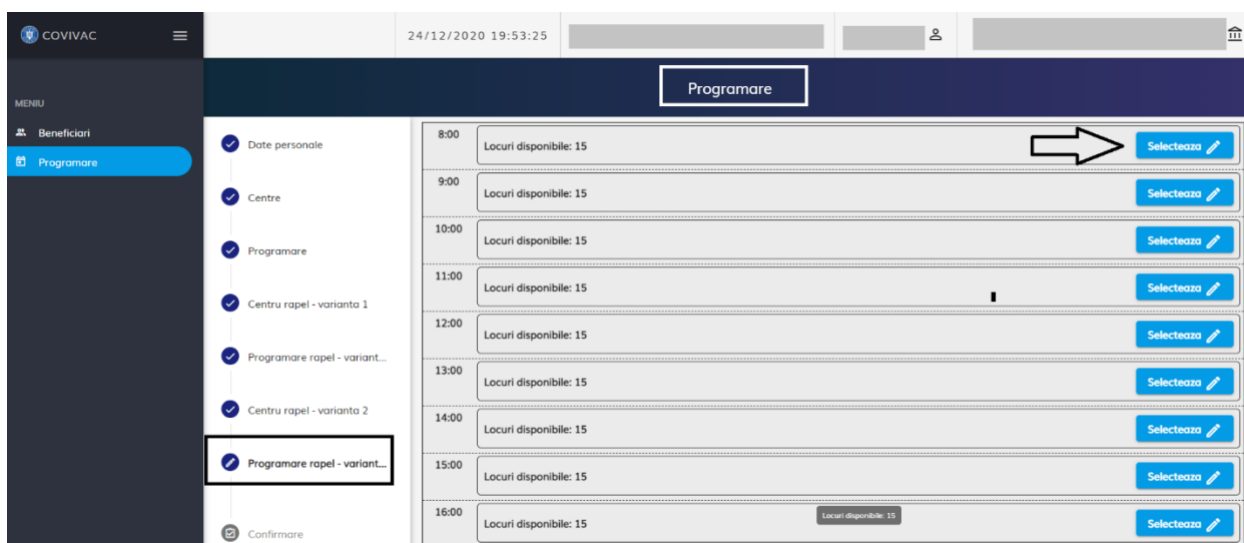 COVIVAC
24/12/2020 19:53:25
Programare
MENIU
Beneficiari
Programare
Date personale
Centre
Programare
Centru rapel - varianta 1
Programare rapel - variant...
Centru rapel - varianta 2
Programare rapel - variant...
Confirmare
8:00
Locuri disponibile: 15
Selecteaza
9:00
Locuri disponibile: 15
Selecteaza
10:00
Locuri disponibile: 15
Selecteaza
11:00
Locuri disponibile: 15
Selecteaza
12:00
Locuri disponibile: 15
Selecteaza
13:00
Locuri disponibile: 15
Selecteaza
14:00
Locuri disponibile: 15
Selecteaza
15:00
Locuri disponibile: 15
Selecteaza
16:00
Locuri disponibile: 15
Locuri disponibile: 15
Selecteaza